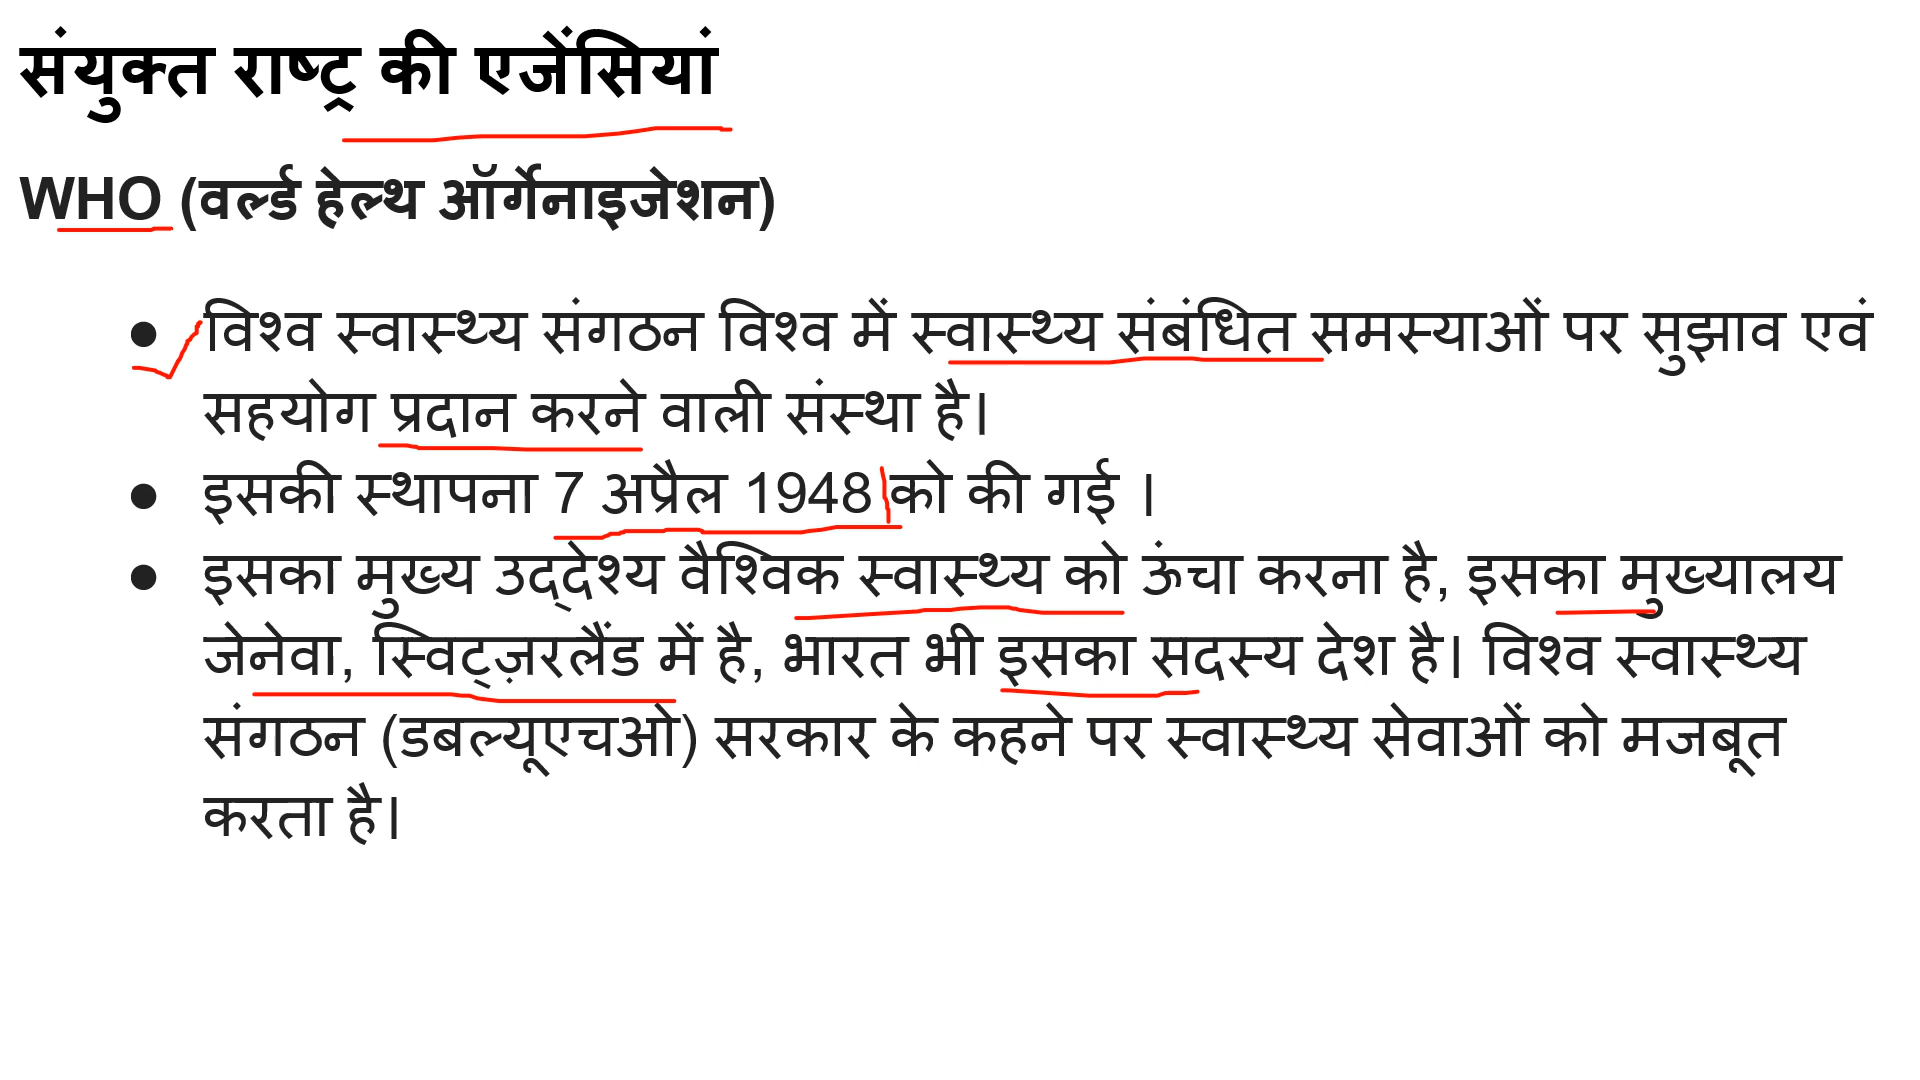 संयुक्त राष्ट्र की एजेंसियां
WHO (वर्ल्ड हेल्थ ऑर्गेनाइजेशन)
● विश्व स्वास्थ्य संगठन विश्व में स्वास्थ्य संबंधित समस्याओं पर सुझाव एवं
सहयोग प्रदान करने वाली संस्था है।
● इसकी स्थापना 7 अप्रैल 1948 को की गई ।
● इसका मुख्य उद्‌देश्य वैश्विक स्वास्थ्य को ऊंचा करना है, इसका मुख्यालय
जेनेवा, स्विट्ज़रलैंड में है, भारत भी इसका सदस्य देश है। विश्व स्वास्थ्य
संगठन (डबल्यूएचओ) सरकार के कहने पर स्वास्थ्य सेवाओं को मजबूत
करता है।